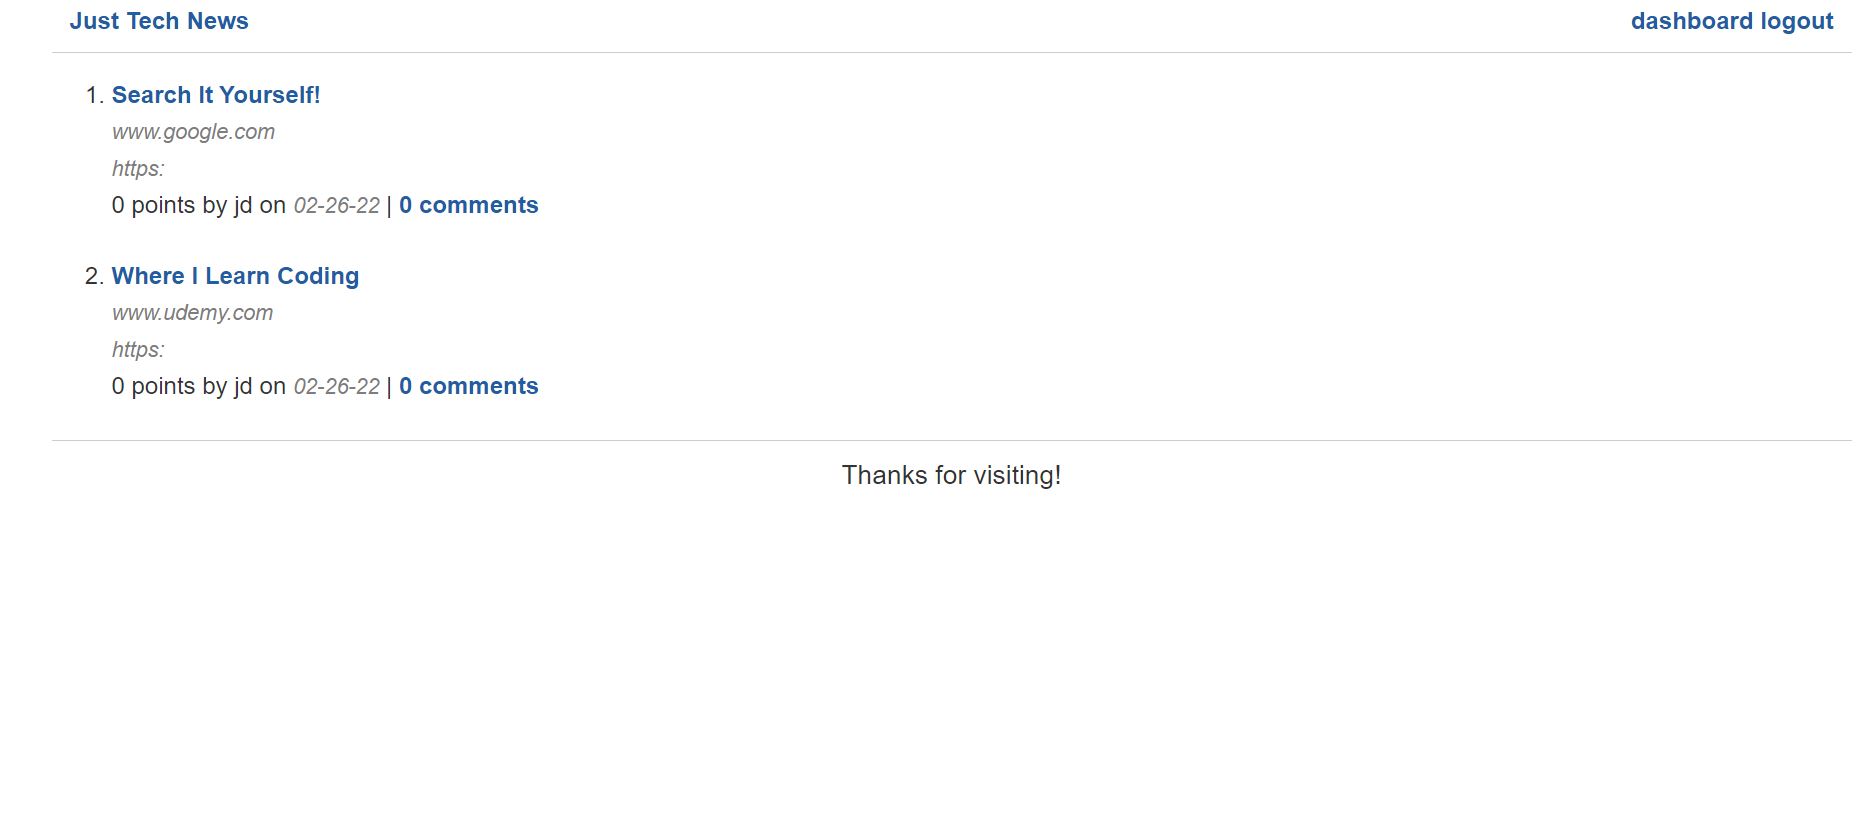 Just Tech News dashboard logout
1. Search It Yourself!
www.google.com
https:
0 points by jd on 02-26-22 | 0 comments
2. Where I Learn Coding
www.udemy.com
https:
0 points by jd on 02-26-22 | 0 comments
Thanks for visiting!